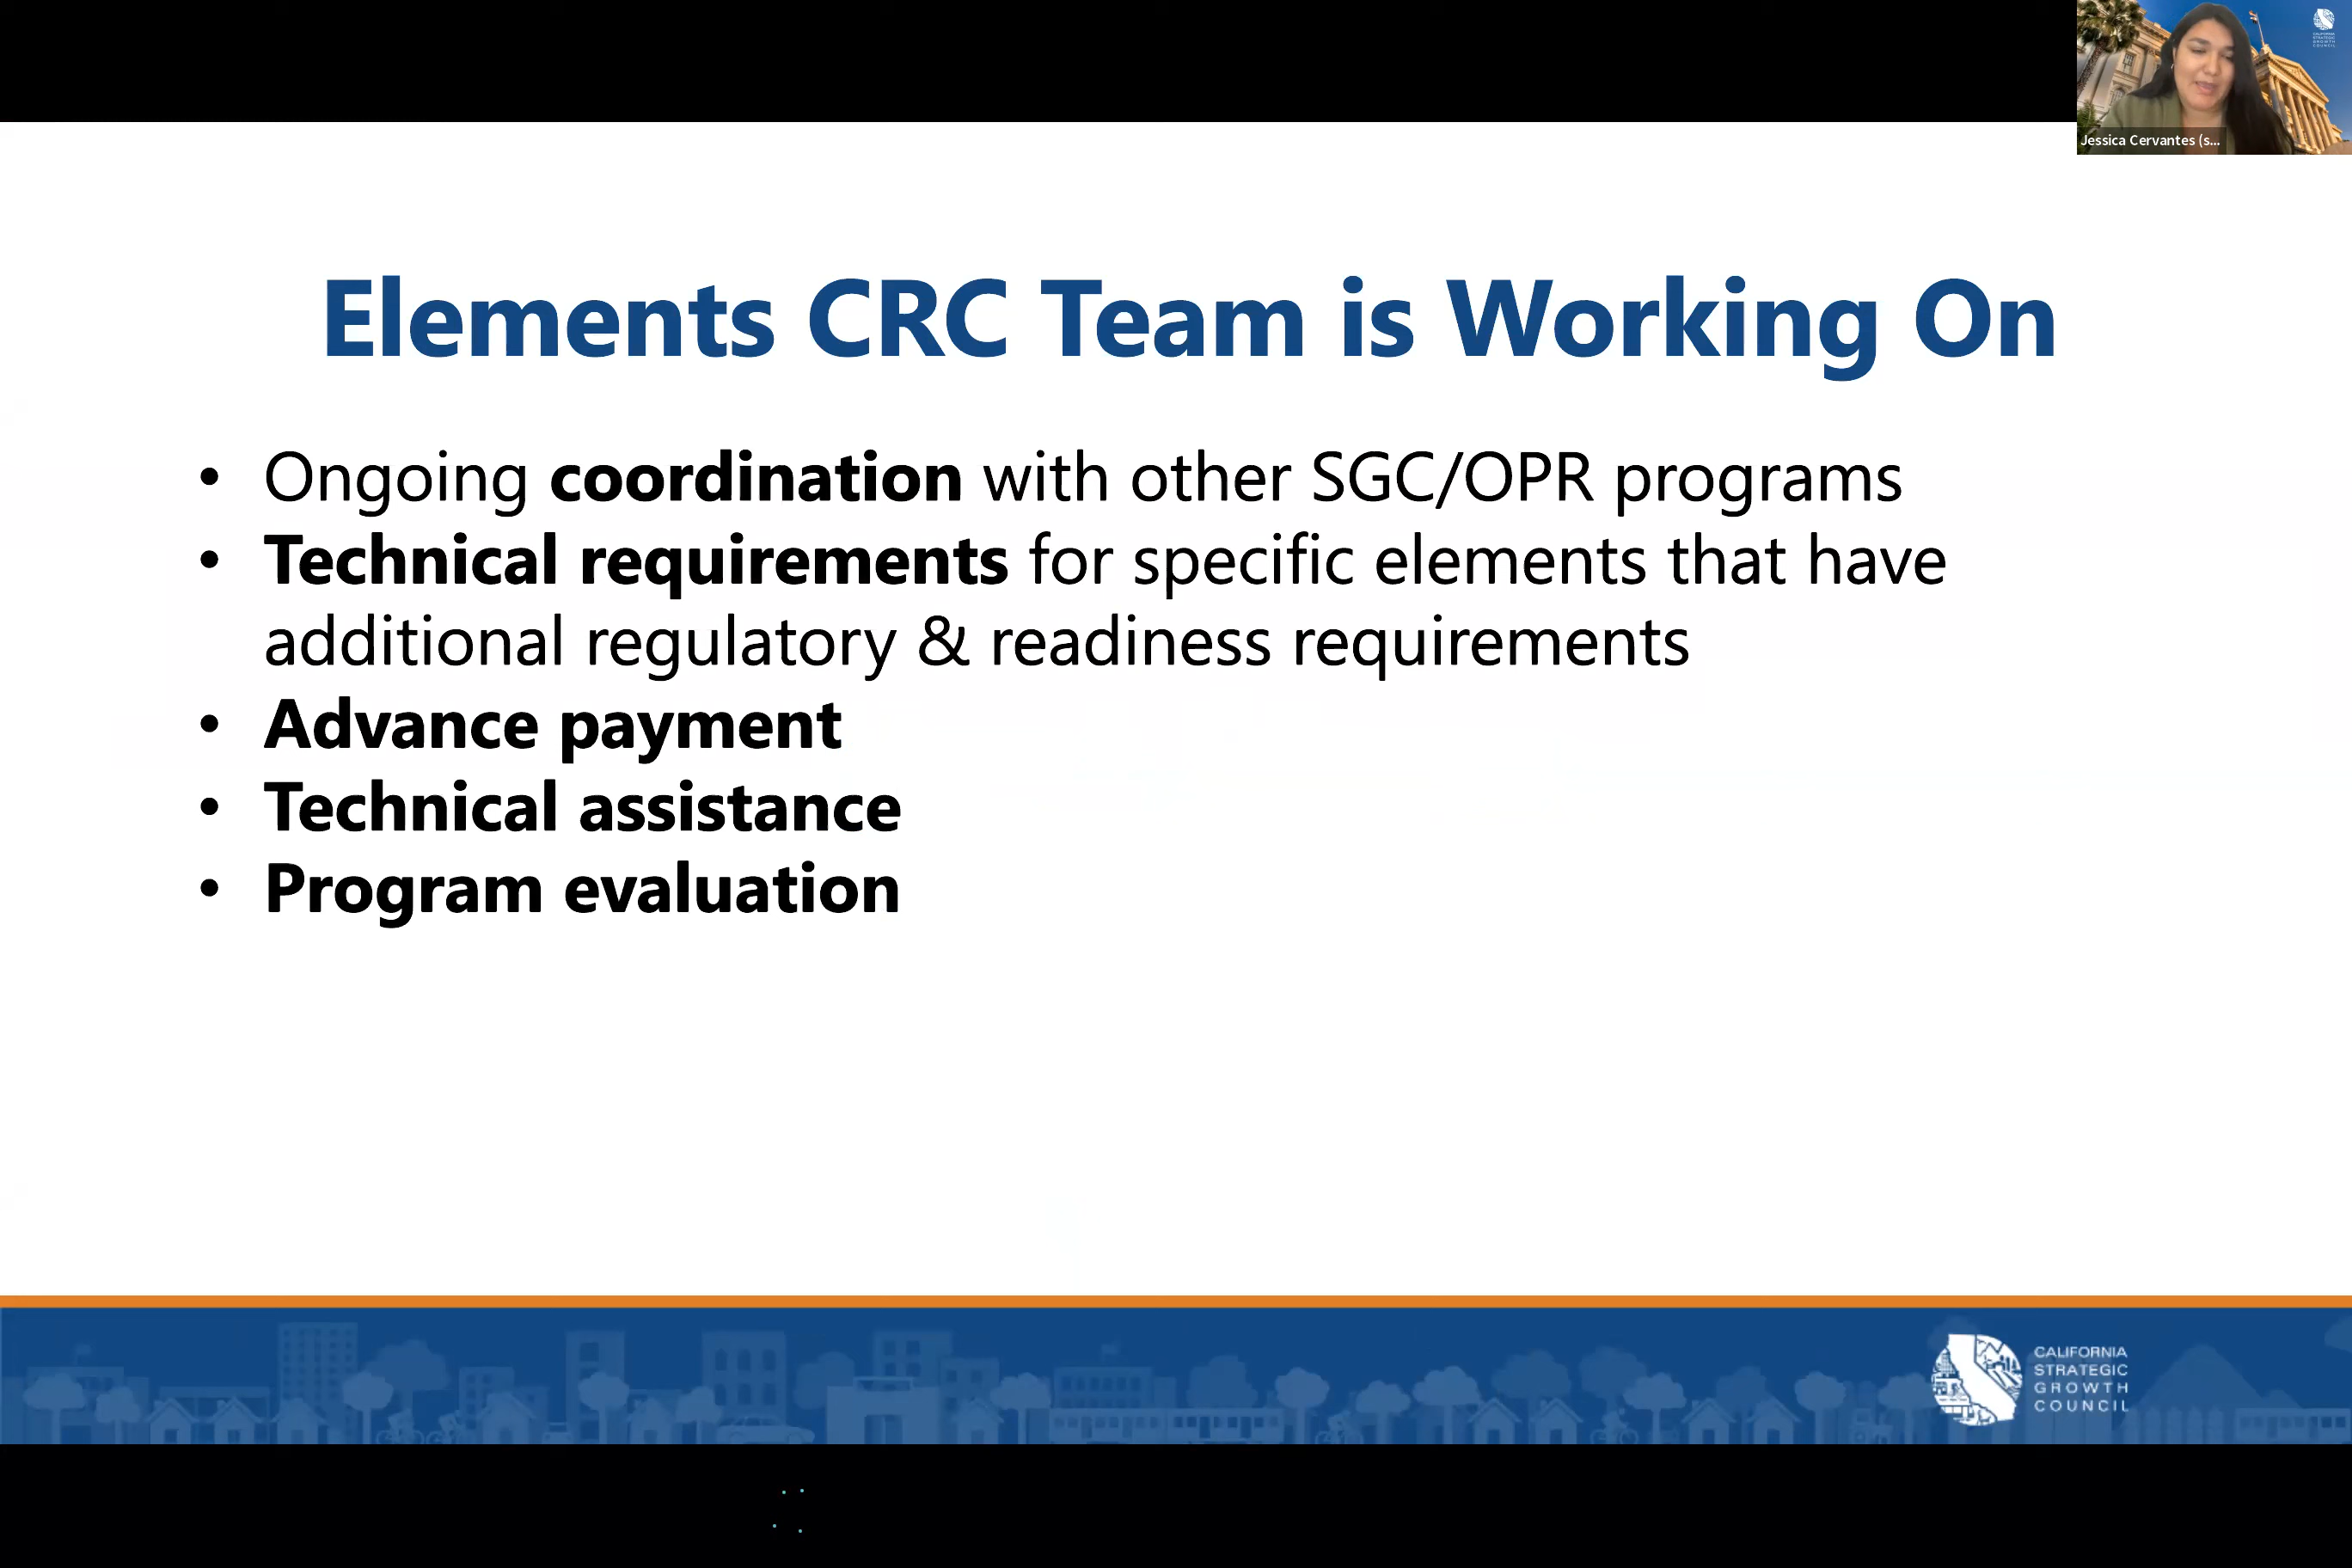 Jessica Cervantes (s...
Elements CRC Team is Working On
• Ongoing coordination with other SGC/OPR programs
• Technical requirements for specific elements that have
additional regulatory & readiness requirements
• Advance payment
• Technical assistance
• Program evaluation
CALIFORNIA
STRATEGIC
GROWTH
COUNCIL